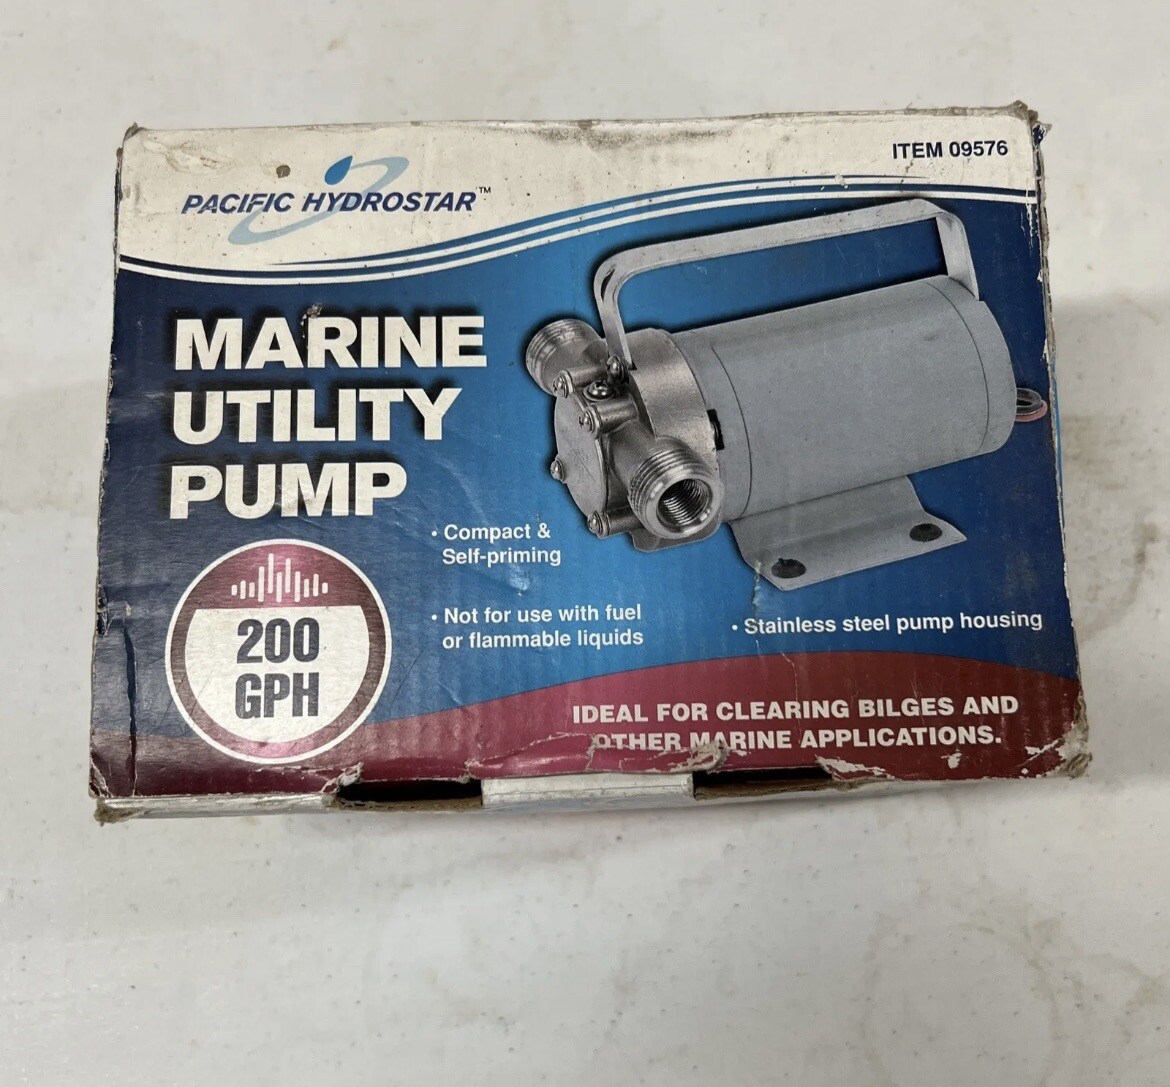 ITEM 09576
PACIFIC HYDROSTAR™
MARINE
UTILITY
PUMP
• Compact &
Self-priming
• Not for use with fuel
or flammable liquids
• Stainless steel pump housing
200
GPH
IDEAL FOR CLEARING BILGES AND
OTHER MARINE APPLICATIONS.